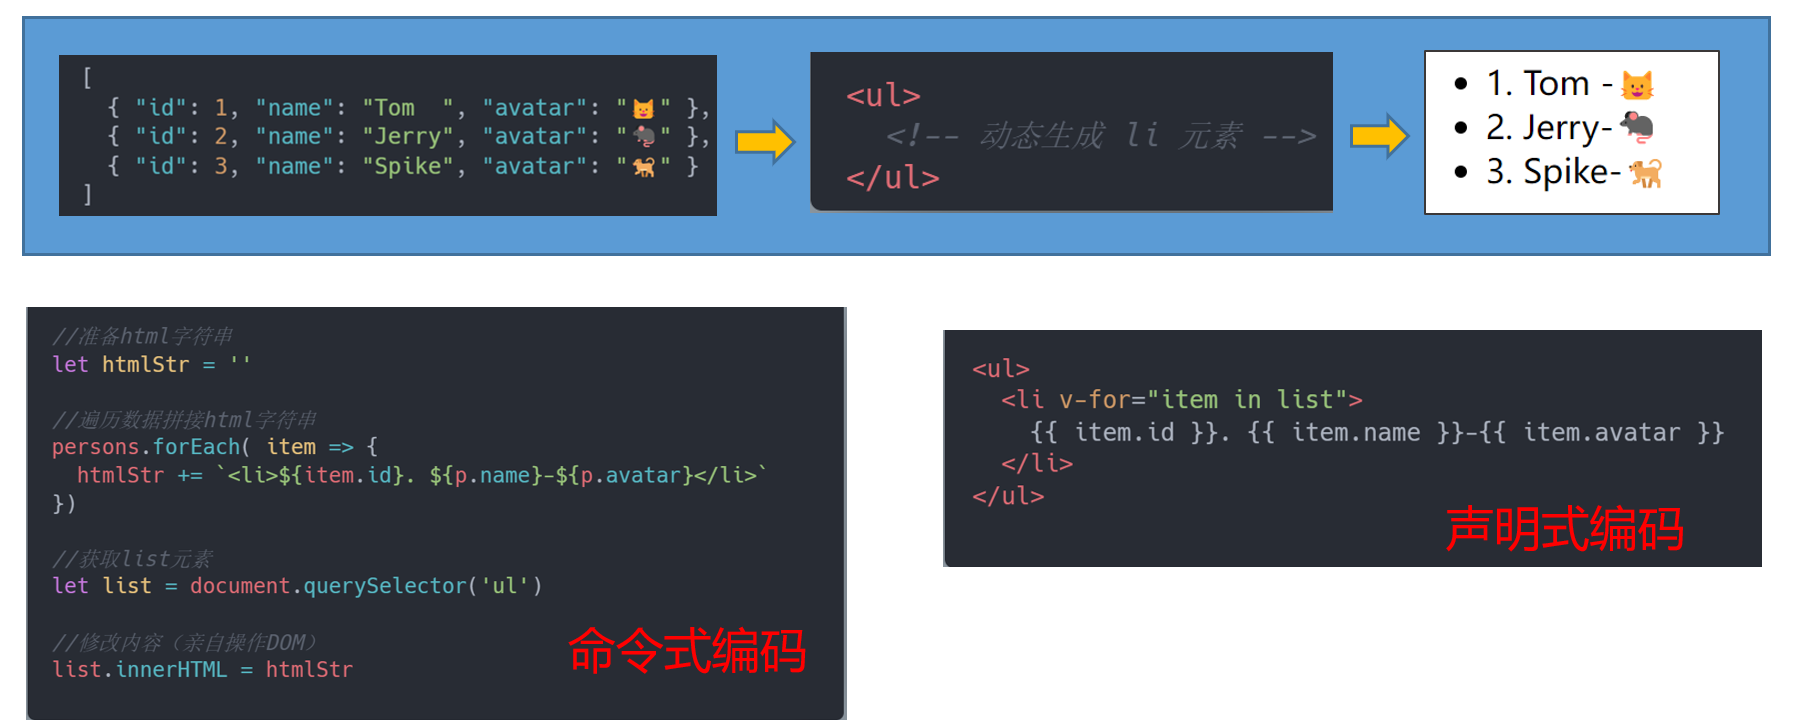 [
{ "id": 1, "name": "Tom  ", "avatar": "🐱" },
{ "id": 2, "name": "Jerry", "avatar": "🐀" },
{ "id": 3, "name": "Spike", "avatar": "🐕" }
]
<ul>
<!-- 动态生成 li 元素 -->
</ul>
• 1. Tom -🐱
• 2. Jerry-🐀
• 3. Spike-🐕
//准备html字符串
let htmlStr = ''
//遍历数据拼接html字符串
persons.forEach( item => {
htmlStr += `<li>${item.id}. ${p.name}-${p.avatar}</li>`
})
//获取list元素
let list = document.querySelector('ul')
//修改内容（亲自操作DOM）
list.innerHTML = htmlStr
命令式编码
<ul>
<li v-for="item in list">
{{ item.id }}. {{ item.name }}-{{ item.avatar }}
</li>
</ul>
声明式编码